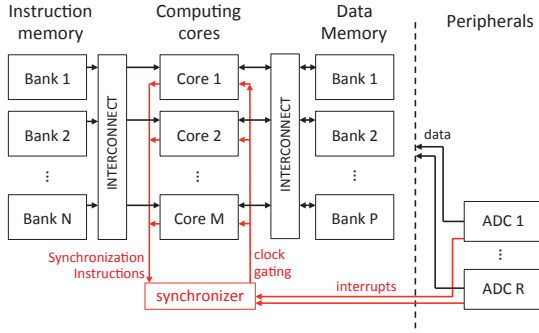 Instruction
memory
Computing
cores
Data
Memory
Peripherals
Bank 1
Bank 2
⋮
Bank N
INTERCONNECT
Core 1
Core 2
⋮
Core M
INTERCONNECT
Bank 1
Bank 2
⋮
Bank P
data
ADC 1
⋮
ADC R
Synchronization
Instructions
clock
gating
interrupts
synchronizer